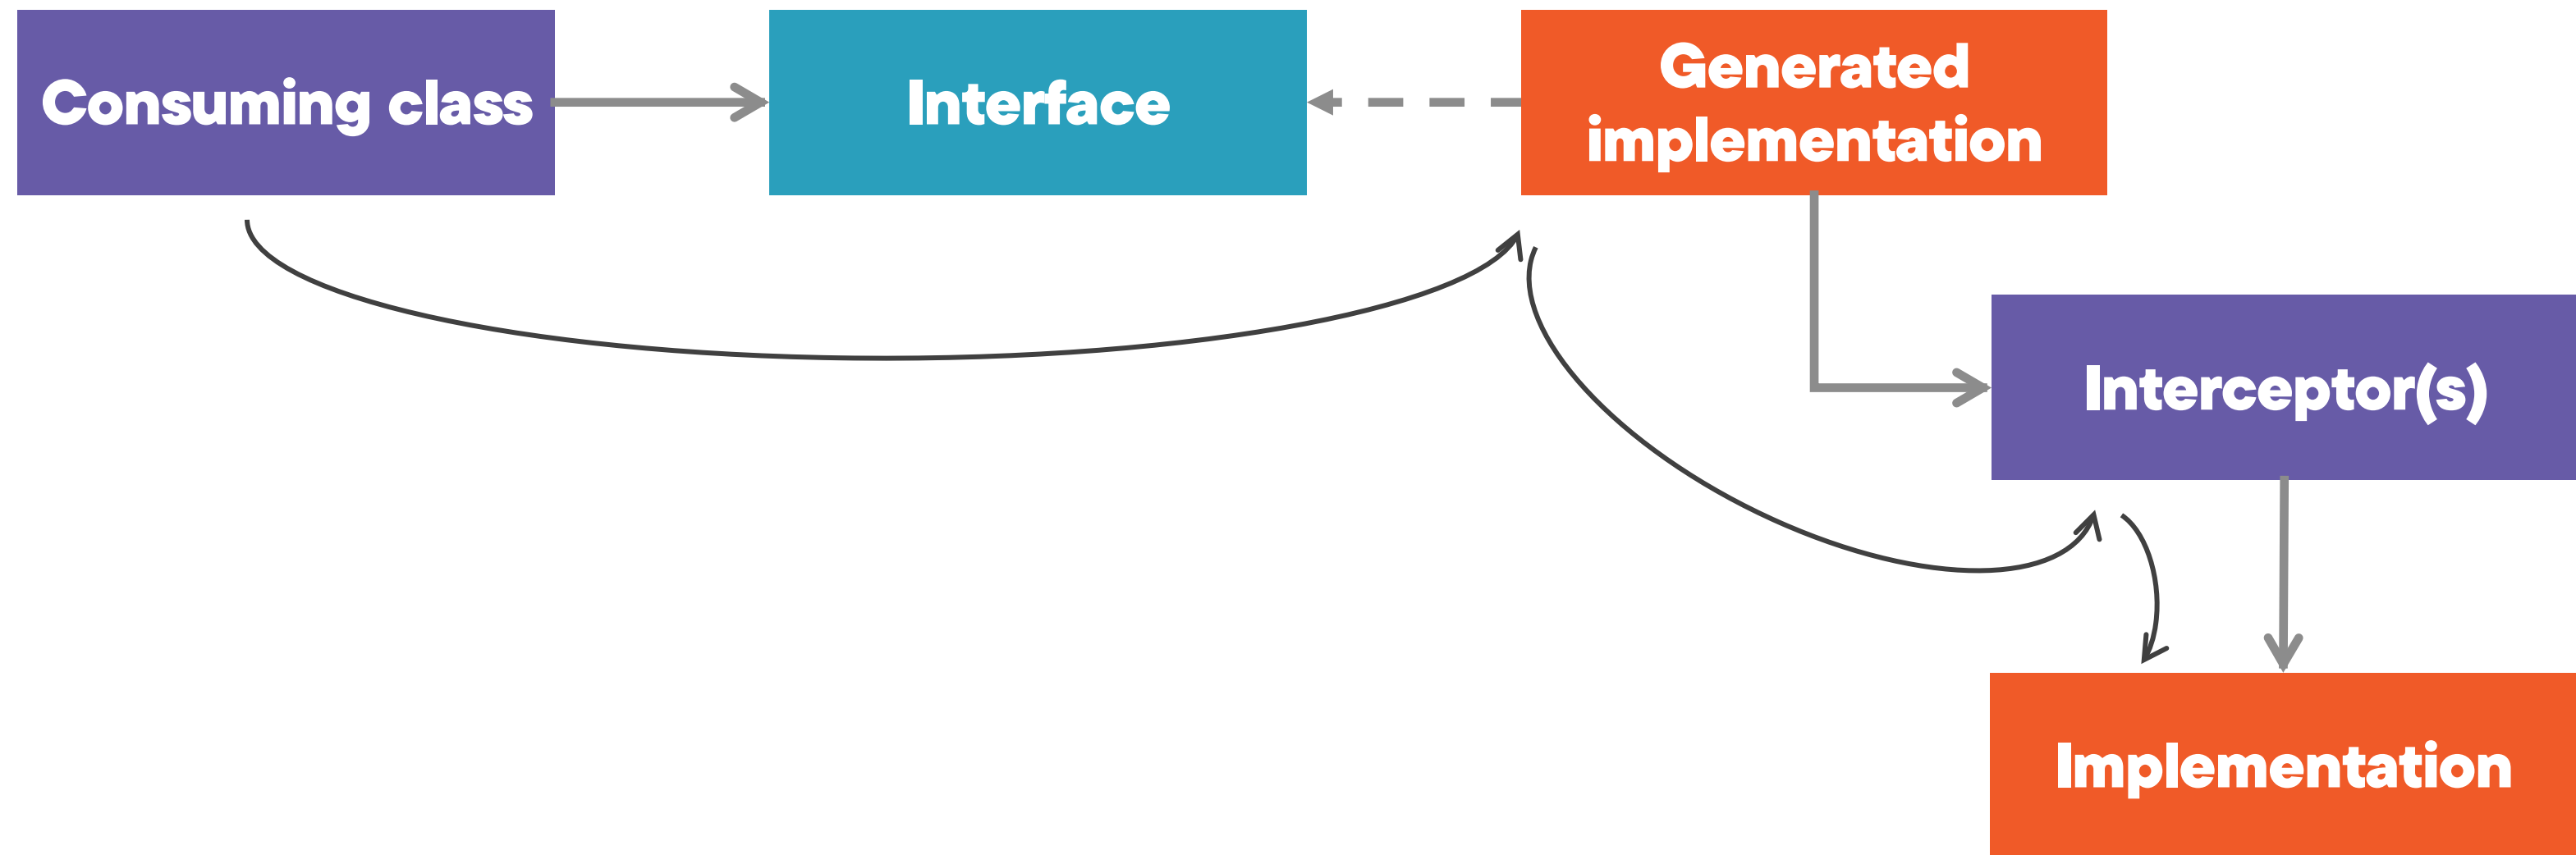 Consuming class
Interface
Generated
implementation
Interceptor(s)
Implementation